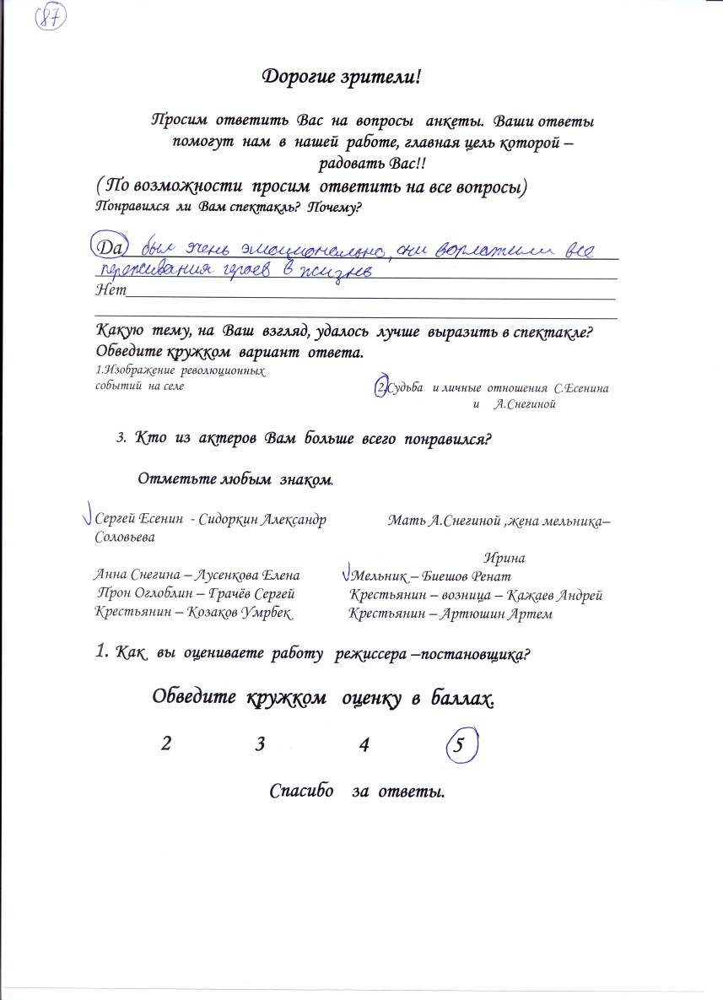 87
Дорогие зрители!
Просим ответить Вас на вопросы анкеты. Ваши ответы
помогут нам в нашей работе, главная цель которой –
радовать Вас!!
(По возможности просим ответить на все вопросы)
Понравился ли Вам спектакль? Почему?
Да был очень эмоционально, они воплатили все
переживания героев в жизнь
Нет
Какую тему, на Ваш взгляд, удалось лучше выразить в спектакле?
Обведите кружком вариант ответа.
1.Изображение революционных
событий на селе
2.Судьба и личные отношения С.Есенина
и А.Снегиной
3. Кто из актеров Вам больше всего понравился?
Отметьте любым знаком.
Сергей Есенин - Сидоркин Александр Мать А.Снегиной ,жена мельника–
Соловьева
Ирина
Анна Снегина – Лусенкова Елена Мельник – Биешов Ренат
Прон Оглоблин – Грачёв Сергей Крестьянин – возница – Кажаев Андрей
Крестьянин – Козаков Умрбек Крестьянин – Артюшин Артем
1. Как вы оцениваете работу режиссера –постановщика?
Обведите кружком оценку в баллах.
2 3 4 5
Спасибо за ответы.